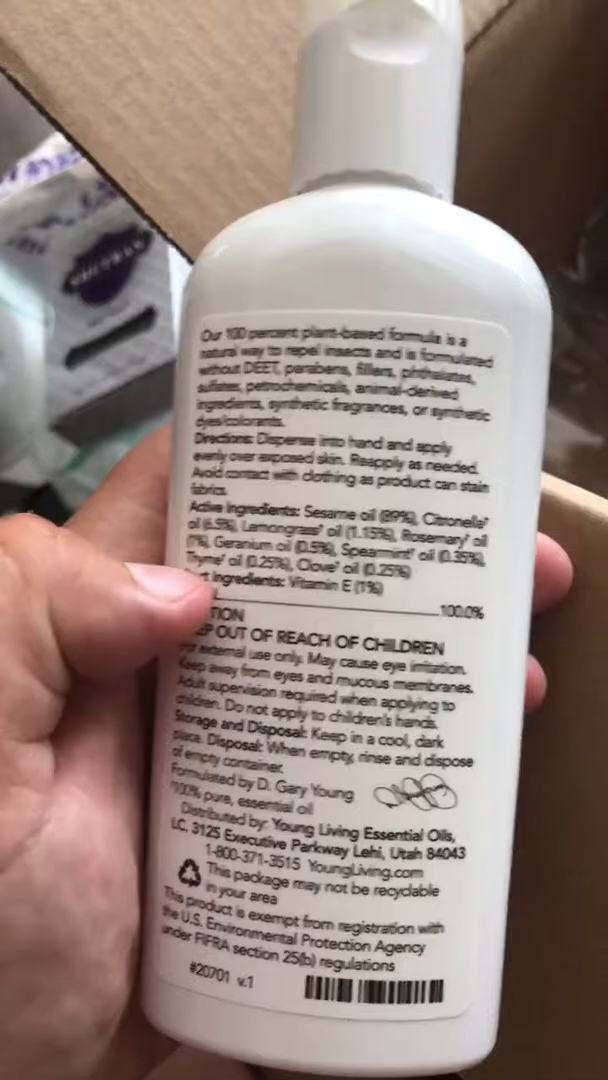 Our 100 percent plant-based formula is a
natural way to repel insects and is formulated
without DEET, parabens, fillers, phthalates,
sulfates, petrochemicals, animal-derived
ingredients, synthetic fragrances, or synthetic
dyes/colorants.
Directions: Dispense into hand and apply
evenly over exposed skin. Reapply as needed.
Avoid contact with clothing as product can stain
fabrics.
Active Ingredients: Sesame oil (89%), Citronella†
oil (6.5%), Lemongrass† oil (1.15%), Rosemary† oil
(1%), Geranium oil (0.5%), Spearmint† oil (0.35%),
Thyme† oil (0.25%), Clove† oil (0.25%)
Ingredients: Vitamin E (1%)
100.0%
TION
EP OUT OF REACH OF CHILDREN
For external use only. May cause eye irritation.
Keep away from eyes and mucous membranes.
Adult supervision required when applying to
children. Do not apply to children's hands.
Storage and Disposal: Keep in a cool, dark
place. Disposal: When empty, rinse and dispose
of empty container.
Formulated by D. Gary Young
†100% pure, essential oil
Distributed by: Young Living Essential Oils,
LC. 3125 Executive Parkway Lehi, Utah 84043
1-800-371-3515 YoungLiving.com
This package may not be recyclable
in your area
This product is exempt from registration with
the U.S. Environmental Protection Agency
under FIFRA section 25(b) regulations
#20701 v.1